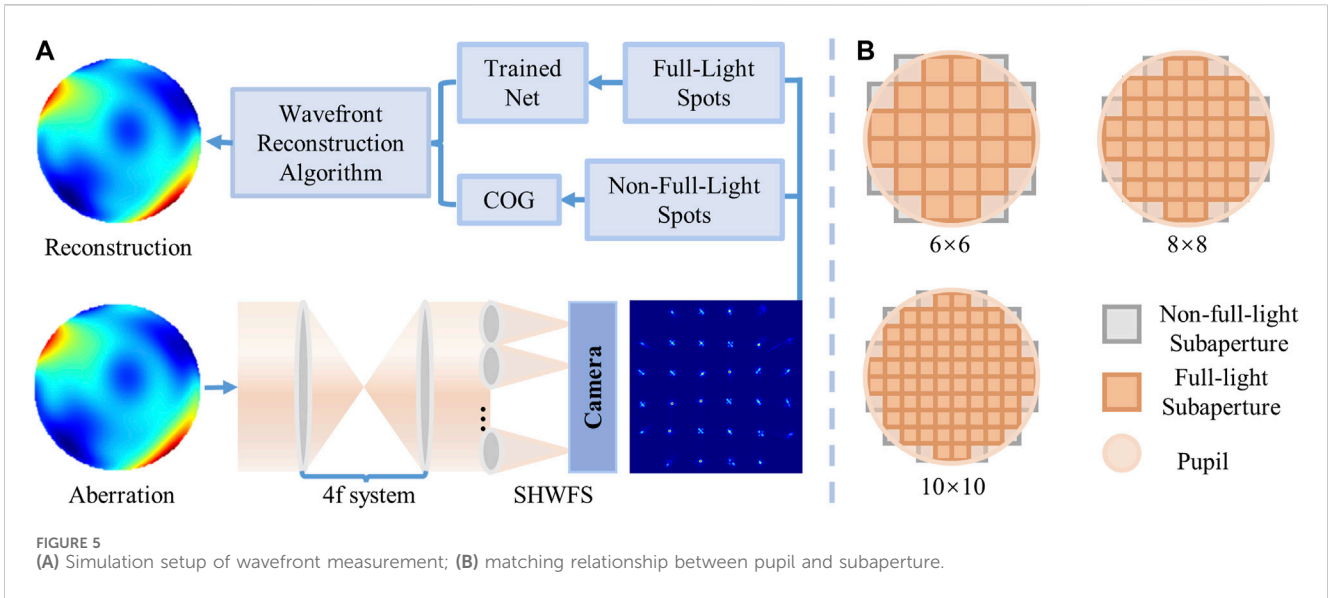 A
Trained
Net
Full-Light
Spots
Wavefront
Reconstruction
Algorithm
COG
Non-Full-Light
Spots
Reconstruction
Camera
Aberration
4f system
SHWFS
B
6×6
8×8
10×10
Non-full-light
Subaperture
Full-light
Subaperture
Pupil
FIGURE 5
(A) Simulation setup of wavefront measurement; (B) matching relationship between pupil and subaperture.